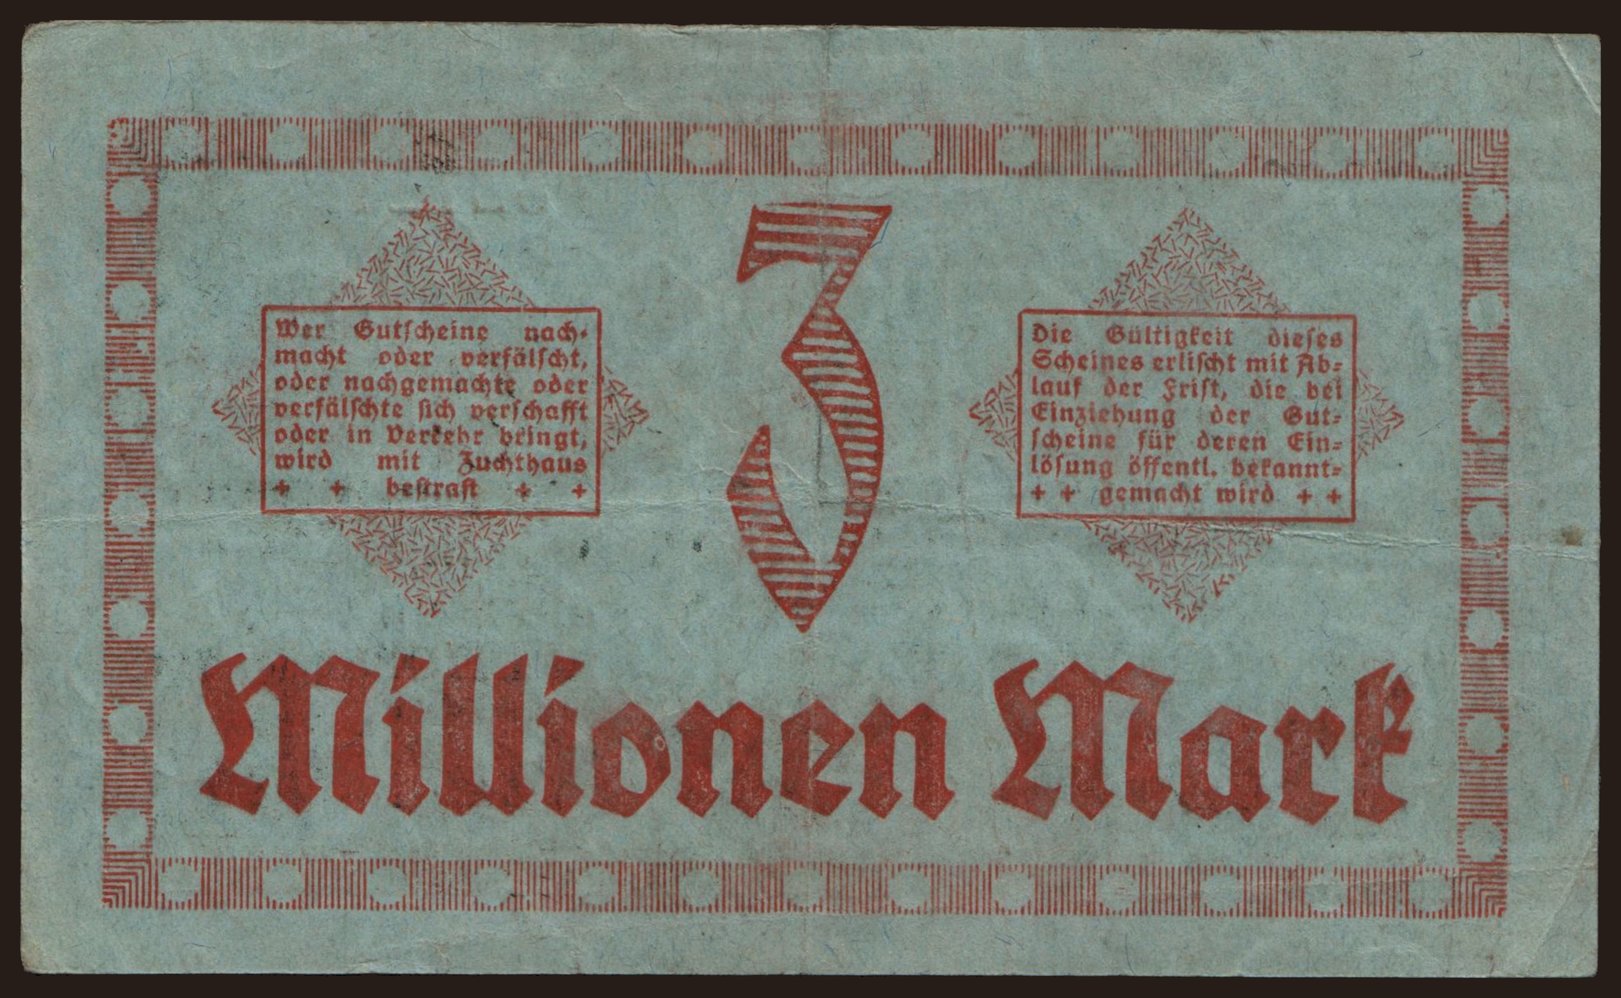 Wer Gutscheine nach-
macht oder verfälscht,
oder nachgemachte oder
verfälschte sich verschafft
oder in Verkehr bringt,
wird mit Zuchthaus
+ + bestraft + +
3
Die Gültigkeit dieses
Scheines erlischt mit Ab-
lauf der Frist, die bei
Einziehung der Gut-
scheine für deren Ein-
lösung öffentl. bekannt-
+ + gemacht wird + +
Millionen Mark